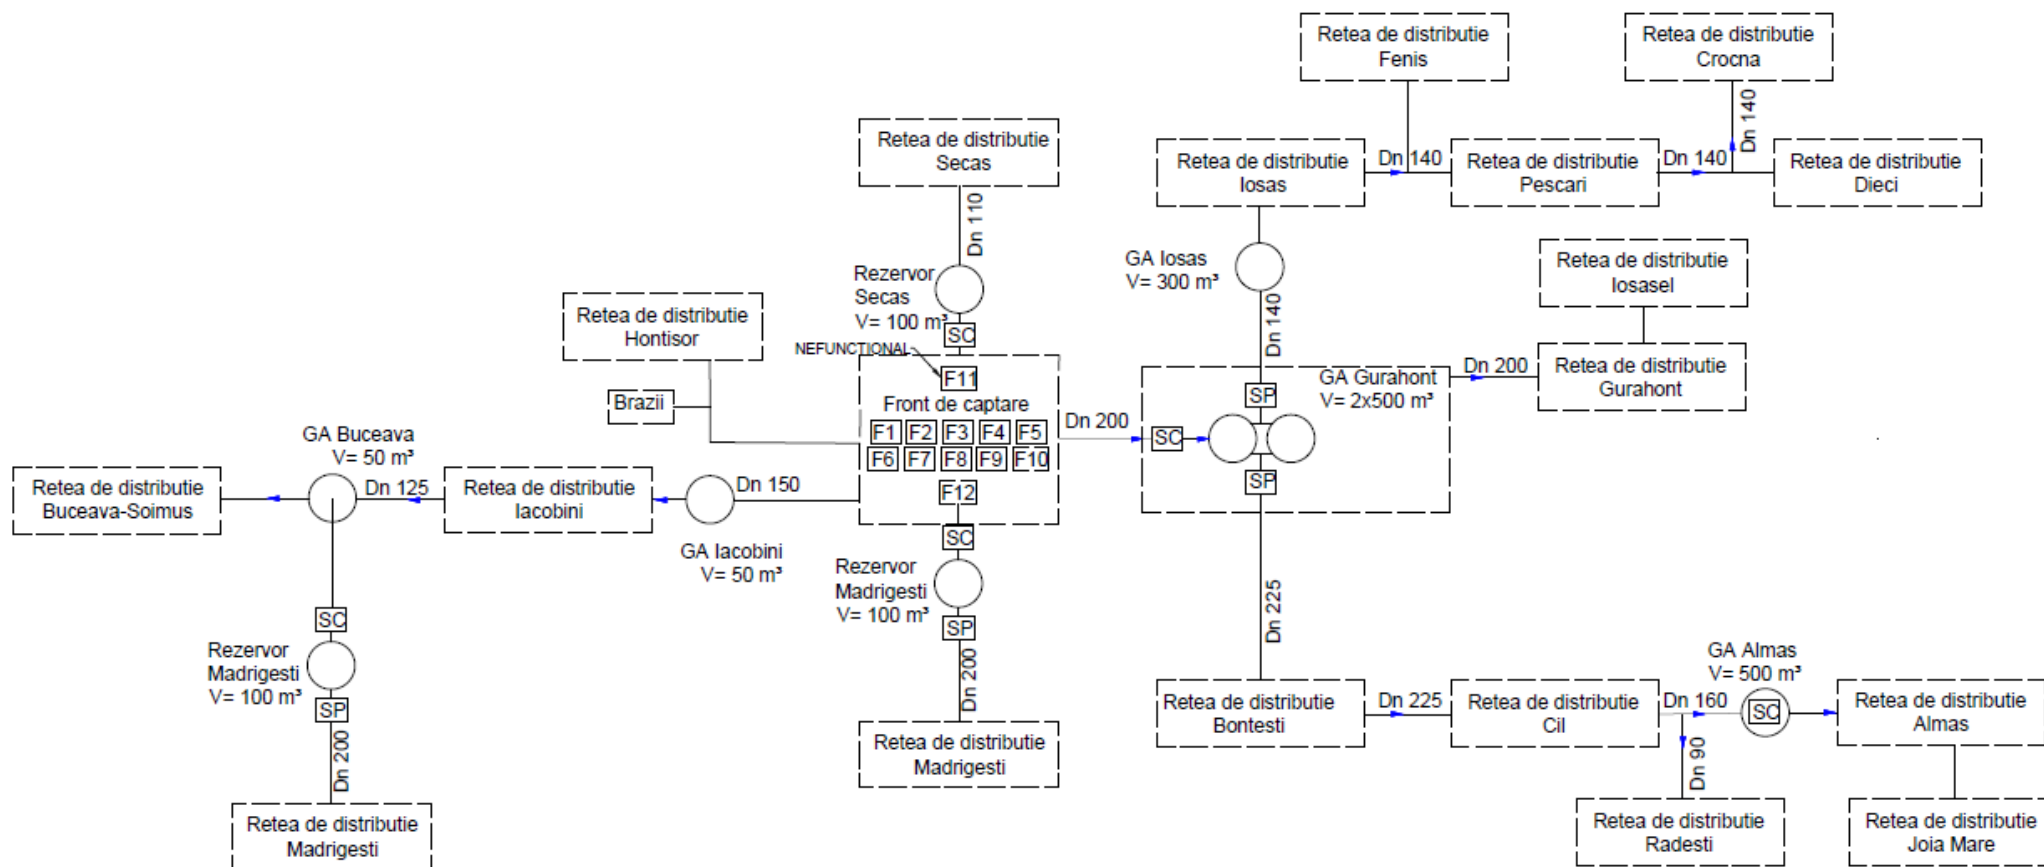 Retea de distributie
Fenis
Retea de distributie
Crocna
Dn 140
Retea de distributie
Secas
Dn 110
Retea de distributie
Iosas
Dn 140
Retea de distributie
Pescari
Dn 140
Retea de distributie
Dieci
GA Iosas
V= 300 m³
Dn 140
Retea de distributie
Iosasel
Rezervor
Secas
V= 100 m³
SC
NEFUNCTIONAL
Retea de distributie
Hontisor
Brazii
F11
Front de captare
F1 F2 F3 F4 F5
F6 F7 F8 F9 F10
F12
Dn 200
SC
SP
GA Gurahont
V= 2x500 m³
SP
Dn 200
Retea de distributie
Gurahont
GA Buceava
V= 50 m³
Retea de distributie
Buceava-Soimus
Dn 125
Retea de distributie
Iacobini
Dn 150
GA Iacobini
V= 50 m³
SC
Rezervor
Madrigesti
V= 100 m³
SP
Dn 200
Retea de distributie
Madrigesti
SC
Rezervor
Madrigesti
V= 100 m³
SP
Dn 200
Retea de distributie
Madrigesti
Dn 225
Retea de distributie
Bontesti
Dn 225
Retea de distributie
Cil
Dn 160
GA Almas
V= 500 m³
SC
Retea de distributie
Almas
Dn 90
Retea de distributie
Radesti
Retea de distributie
Joia Mare